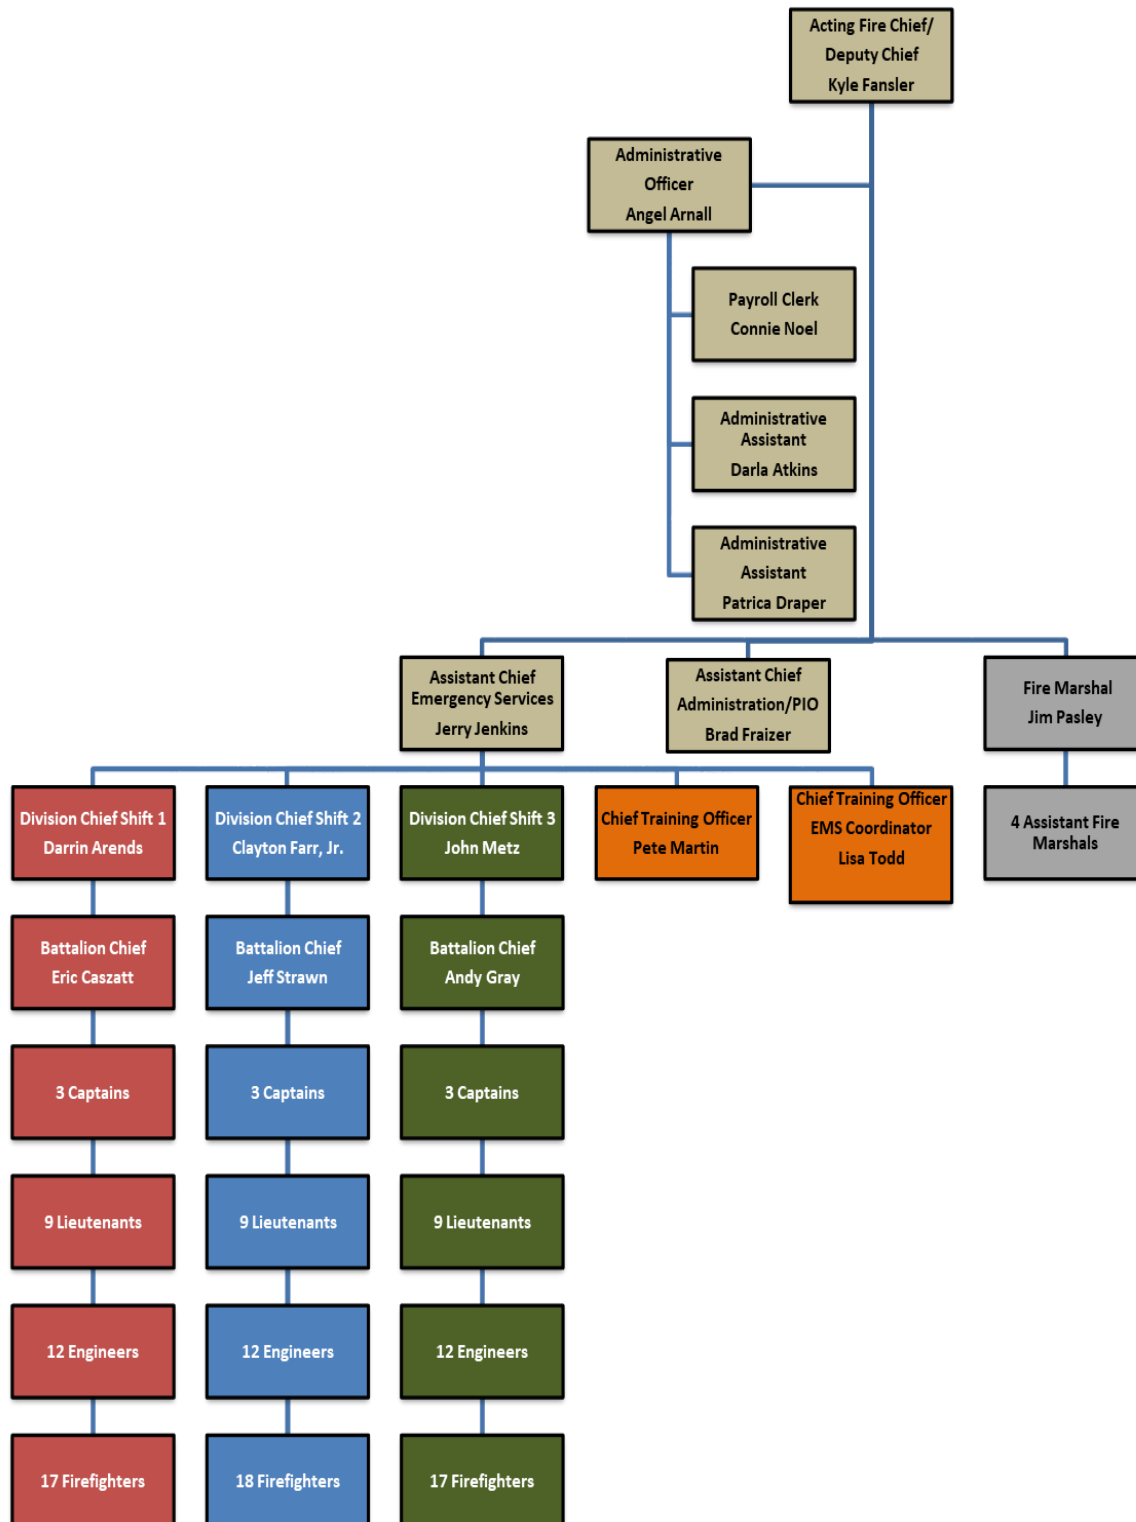 Acting Fire Chief/
Deputy Chief
Kyle Fansler
Administrative
Officer
Angel Arnall
Payroll Clerk
Connie Noel
Administrative
Assistant
Darla Atkins
Administrative
Assistant
Patrica Draper
Assistant Chief
Emergency Services
Jerry Jenkins
Assistant Chief
Administration/PIO
Brad Fraizer
Fire Marshal
Jim Pasley
Division Chief Shift 1
Darrin Arends
Division Chief Shift 2
Clayton Farr, Jr.
Division Chief Shift 3
John Metz
Chief Training Officer
Pete Martin
Chief Training Officer
EMS Coordinator
Lisa Todd
4 Assistant Fire
Marshals
Battalion Chief
Eric Caszatt
Battalion Chief
Jeff Strawn
Battalion Chief
Andy Gray
3 Captains
3 Captains
3 Captains
9 Lieutenants
9 Lieutenants
9 Lieutenants
12 Engineers
12 Engineers
12 Engineers
17 Firefighters
18 Firefighters
17 Firefighters